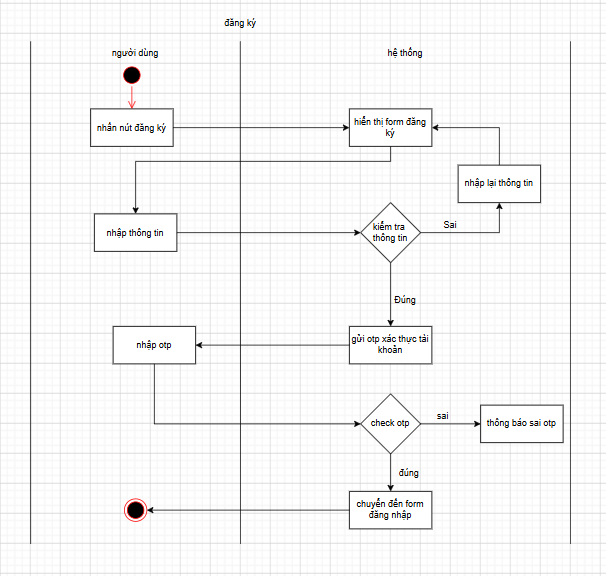 đăng ký
người dùng
hệ thống
nhấn nút đăng ký
hiển thị form đăng
ký
nhập lại thông tin
nhập thông tin
kiểm tra
thông tin
Sai
Đúng
nhập otp
gửi otp xác thực tải
khoản
check otp
sai
thông báo sai otp
đúng
chuyển đến form
đăng nhập